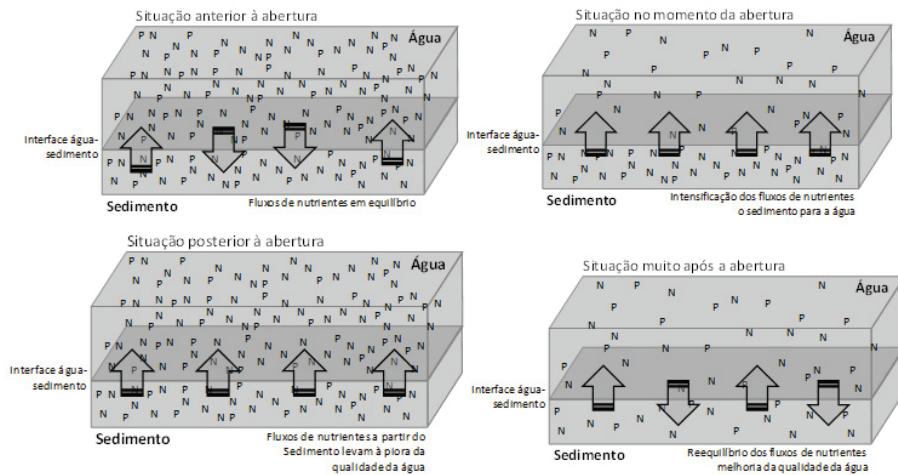 Situação anterior à abertura
Água
Interface água-
sedimento
Sedimento
Fluxos de nutrientes em equilíbrio
Situação no momento da abertura
Água
Interface água-
sedimento
Sedimento
Intensificação dos fluxos de nutrientes
o sedimento para a água
Situação posterior à abertura
Água
Interface água-
sedimento
Sedimento
Fluxos de nutrientes a partir do
Sedimento levam à piora da
qualidade da água
Situação muito após a abertura
Água
Interface água-
sedimento
Sedimento
Reequilíbrio dos fluxos de nutrientes
melhoria da qualidade da água